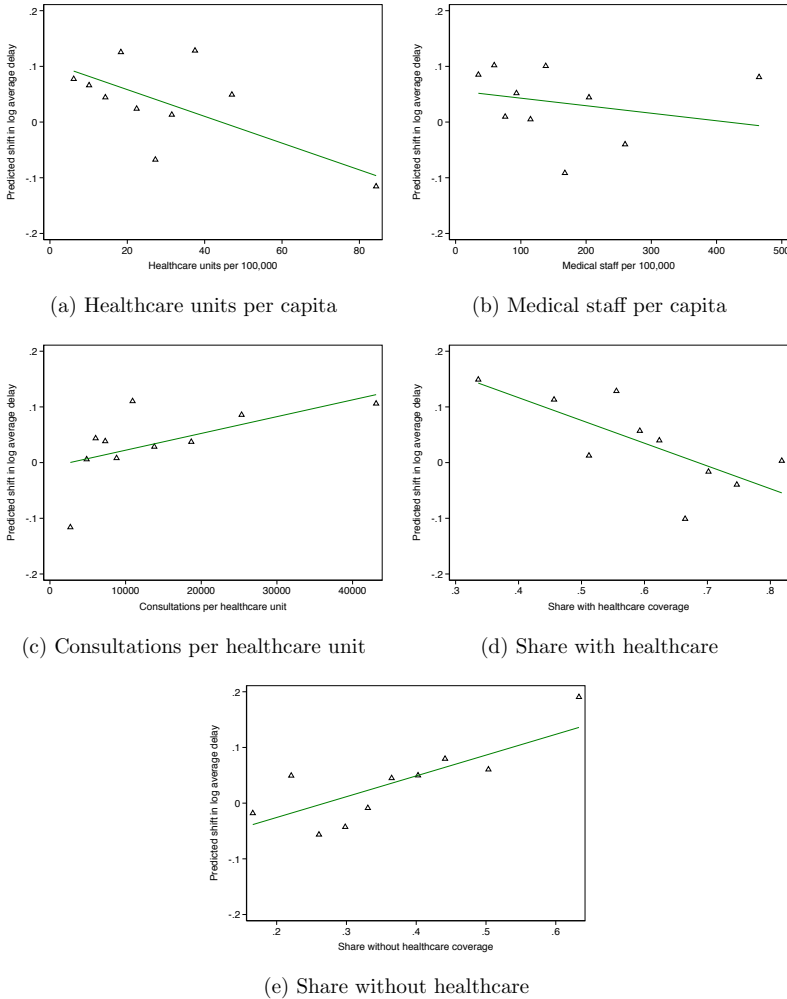 .2
.1
0
-.1
-.2
Predicted shift in log average delay
0 20 40 60 80
Healthcare units per 100,000
(a) Healthcare units per capita
.2
.1
0
-.1
-.2
Predicted shift in log average delay
0 100 200 300 400 500
Medical staff per 100,000
(b) Medical staff per capita
.2
.1
0
-.1
-.2
Predicted shift in log average delay
0 10000 20000 30000 40000
Consultations per healthcare unit
(c) Consultations per healthcare unit
.2
.1
0
-.1
-.2
Predicted shift in log average delay
.3 .4 .5 .6 .7 .8
Share with healthcare coverage
(d) Share with healthcare
.2
.1
0
-.1
-.2
Predicted shift in log average delay
.2 .3 .4 .5 .6
Share without healthcare coverage
(e) Share without healthcare